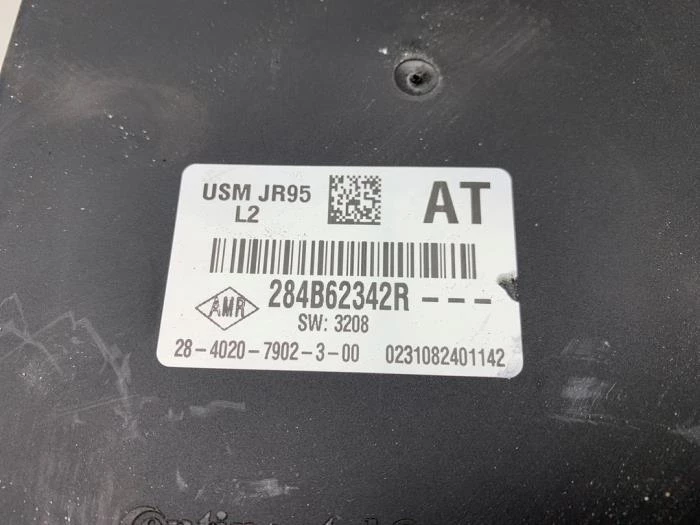 USM JR95
L2
AT
AMR
284B62342R - - -
SW: 3208
28-4020-7902-3-00 0231082401142